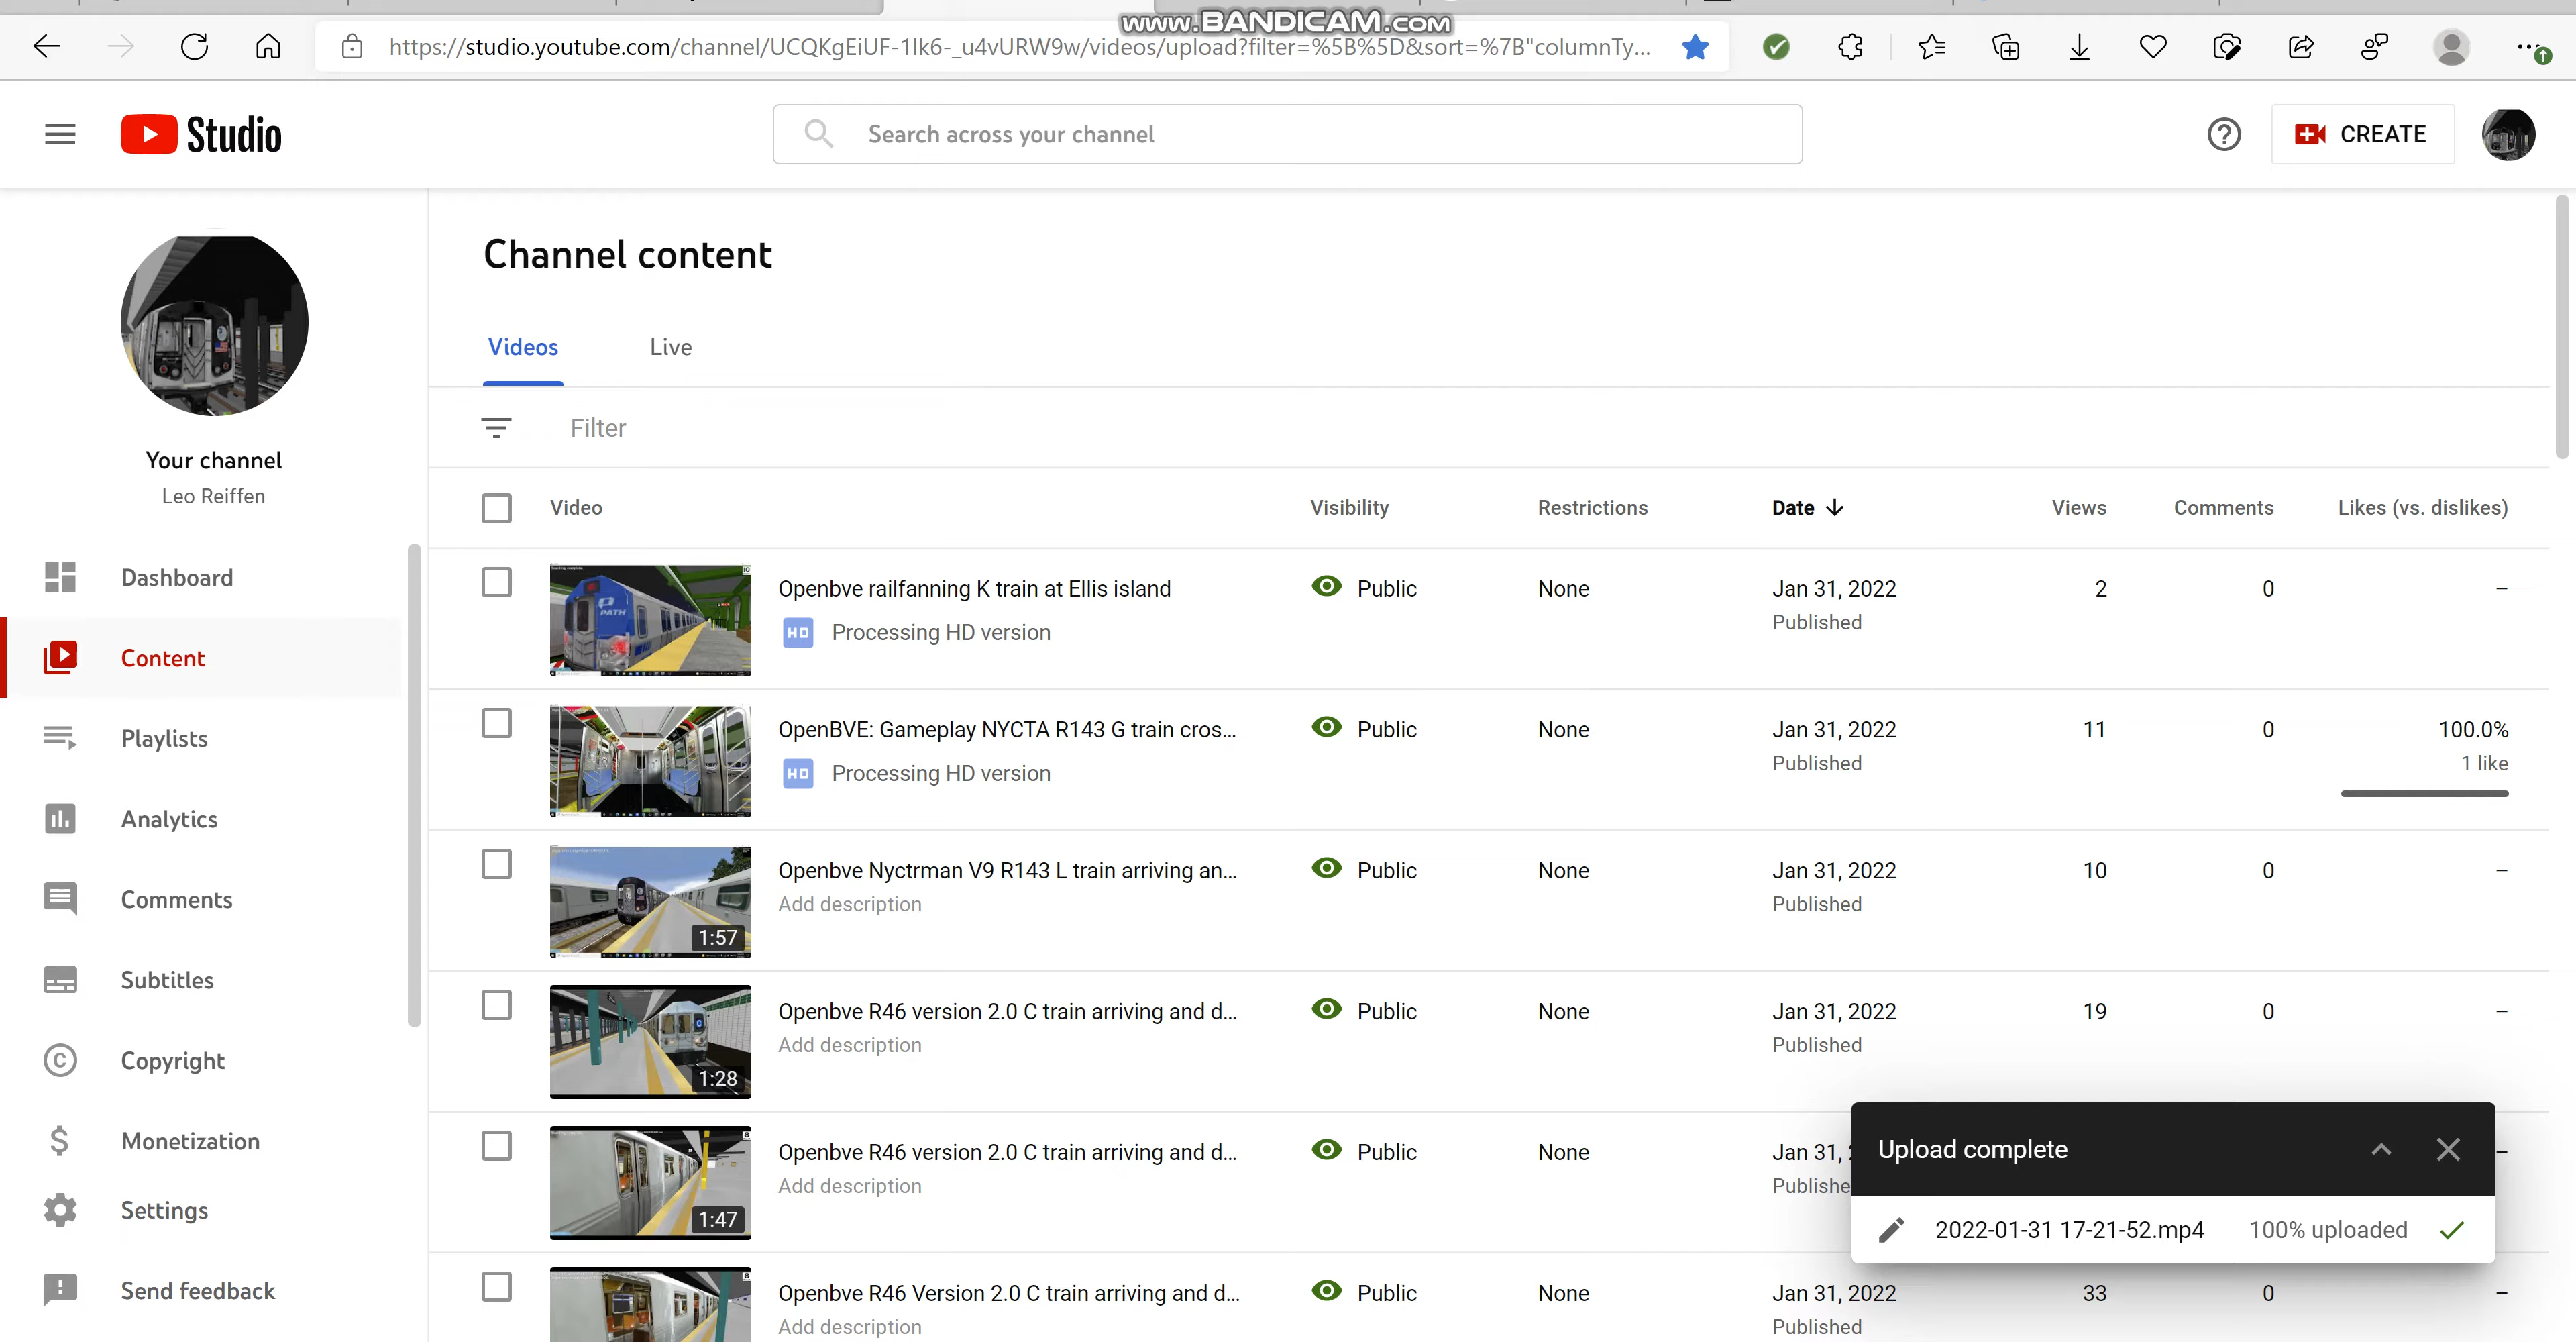 www.BANDICAM.com
https://studio.youtube.com/channel/UCQKgEiUF-1lk6-_u4vURW9w/videos/upload?filter=%5B%5D&sort=%7B"columnTy...
Studio
Search across your channel
CREATE
Channel content
Videos
Live
Your channel
Leo Reiffen
Filter
Video
Visibility
Restrictions
Date
Views
Comments
Likes (vs. dislikes)
Dashboard
Content
Playlists
Analytics
Comments
Subtitles
Copyright
Monetization
Settings
Send feedback
PATH
Openbve railfanning K train at Ellis island
Public
None
Jan 31, 2022
2
0
–
HD Processing HD version
Published
OpenBVE: Gameplay NYCTA R143 G train cros...
Public
None
Jan 31, 2022
11
0
100.0%
HD Processing HD version
Published
1 like
Openbve Nyctrman V9 R143 L train arriving an...
Public
None
Jan 31, 2022
10
0
–
Add description
Published
1:57
Openbve R46 version 2.0 C train arriving and d...
Public
None
Jan 31, 2022
19
0
–
Add description
Published
1:28
Openbve R46 version 2.0 C train arriving and d...
Public
None
Jan 31,
–
Add description
Publishe
1:47
Openbve R46 Version 2.0 C train arriving and d...
Public
None
Jan 31, 2022
33
0
–
Add description
Published
Upload complete
2022-01-31 17-21-52.mp4
100% uploaded